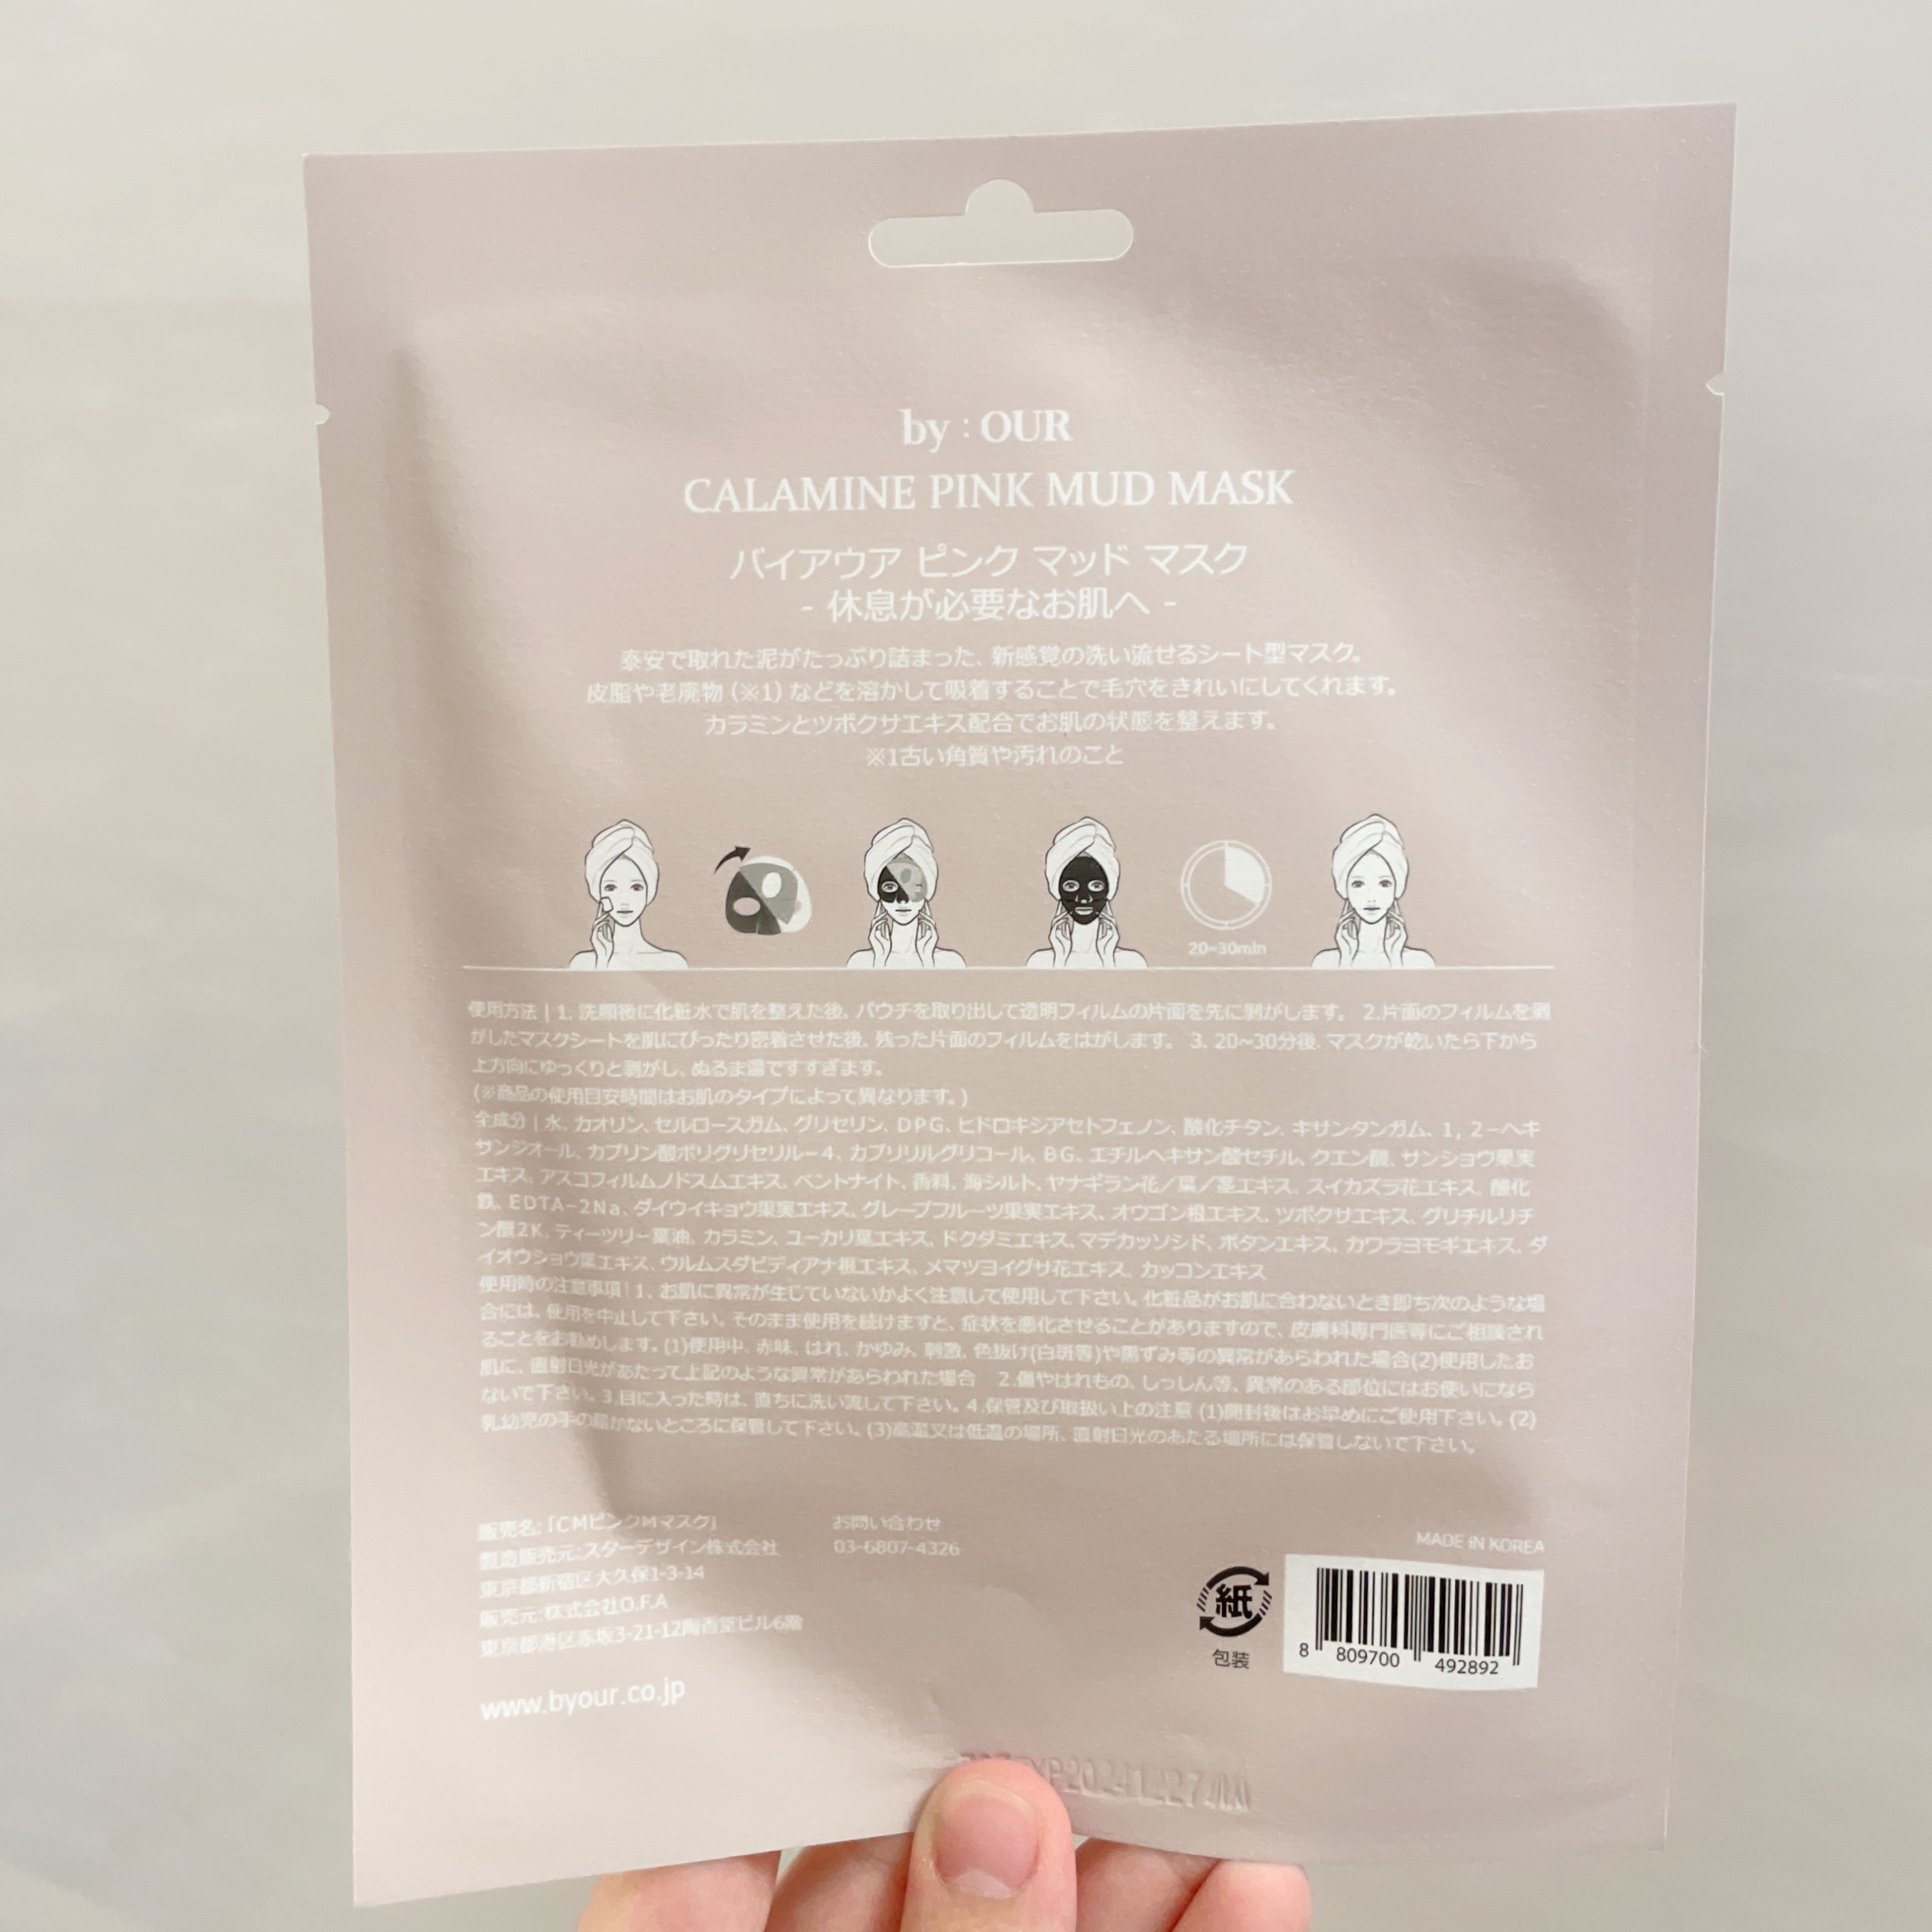 by : OUR
CALAMINE PINK MUD MASK
バイアウア ピンク マッド マスク
- 休息が必要なお肌へ -
泰安で取れた泥がたっぷり詰まった、新感覚の洗い流せるシート型マスク。
皮脂や老廃物（※1）などを溶かして吸着することで毛穴をきれいにしてくれます。
カラミンとツボクサエキス配合でお肌の状態を整えます。
※1古い角質や汚れのこと
20~30min
使用方法 | 1. 洗顔後に化粧水で肌を整えた後、パウチを取り出して透明フィルムの片面を先に剥がします。 2.片面のフィルムを剥
がしたマスクシートを肌にぴったり密着させた後、残った片面のフィルムをはがします。 3. 20~30分後、マスクが乾いたら下から
上方向にゆっくりと剥がし、ぬるま湯ですすぎます。
(※商品の使用目安時間はお肌のタイプによって異なります。)
全成分 | 水、カオリン、セルロースガム、グリセリン、DPG、ヒドロキシアセトフェノン、酸化チタン、キサンタンガム、1,2-ヘキ
サンジオール、カプリン酸ポリグリセリル-4、カプリリルグリコール、BG、エチルヘキサン酸セチル、クエン酸、サンショウ果実
エキス、アスコフィルムノドスムエキス、ベントナイト、香料、海シルト、ヤナギラン花／葉／茎エキス、スイカズラ花エキス、酸化
鉄、EDTA-2Na、ダイウイキョウ果実エキス、グレープフルーツ果実エキス、オウゴン根エキス、ツボクサエキス、グリチルリチ
ン酸2K、ティーツリー葉油、カラミン、ユーカリ葉エキス、ドクダミエキス、マデカッソシド、ボタンエキス、カワラヨモギエキス、ダ
イオウショウ葉エキス、ウルムスダビディアナ根エキス、メマツヨイグサ花エキス、カッコンエキス
使用時の注意事項 | 1、お肌に異常が生じていないかよく注意して使用して下さい。化粧品がお肌に合わないとき即ち次のような場
合には、使用を中止して下さい。そのまま使用を続けますと、症状を悪化させることがありますので、皮膚科専門医等にご相談され
ることをお勧めします。(1)使用中、赤味、はれ、かゆみ、刺激、色抜け(白斑等)や黒ずみ等の異常があらわれた場合(2)使用したお
肌に、直射日光があたって上記のような異常があらわれた場合　2.傷やはれもの、しっしん等、異常のある部位にはお使いになら
ないで下さい。3.目に入った時は、直ちに洗い流して下さい。4.保管及び取扱い上の注意 (1)開封後はお早めにご使用下さい。(2)
乳幼児の手の届かないところに保管して下さい。(3)高温又は低温の場所、直射日光のあたる場所には保管しないで下さい。
販売名:「CMピンクMマスク」
製造販売元:スターデザイン株式会社
東京都新宿区大久保1-3-14
販売元:株式会社O.F.A
東京都港区赤坂3-21-12陶香堂ビル6階
www.byour.co.jp
お問い合わせ
03-6807-4326
MADE IN KOREA
紙
包装
8 809700 492892